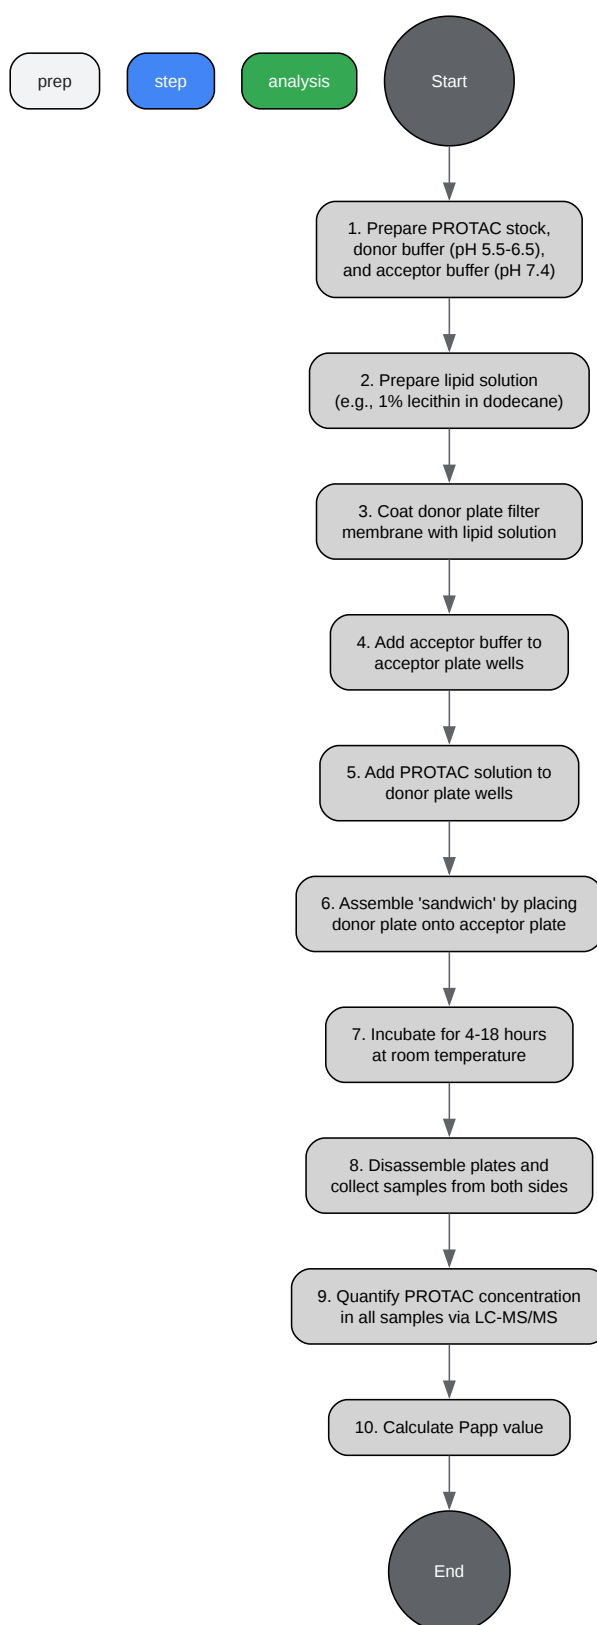 prep
step
analysis
Start
1. Prepare PROTAC stock,
donor buffer (pH 5.5-6.5),
and acceptor buffer (pH 7.4)
2. Prepare lipid solution
(e.g., 1% lecithin in dodecane)
3. Coat donor plate filter
membrane with lipid solution
4. Add acceptor buffer to
acceptor plate wells
5. Add PROTAC solution to
donor plate wells
6. Assemble 'sandwich' by placing
donor plate onto acceptor plate
7. Incubate for 4-18 hours
at room temperature
8. Disassemble plates and
collect samples from both sides
9. Quantify PROTAC concentration
in all samples via LC-MS/MS
10. Calculate Papp value
End